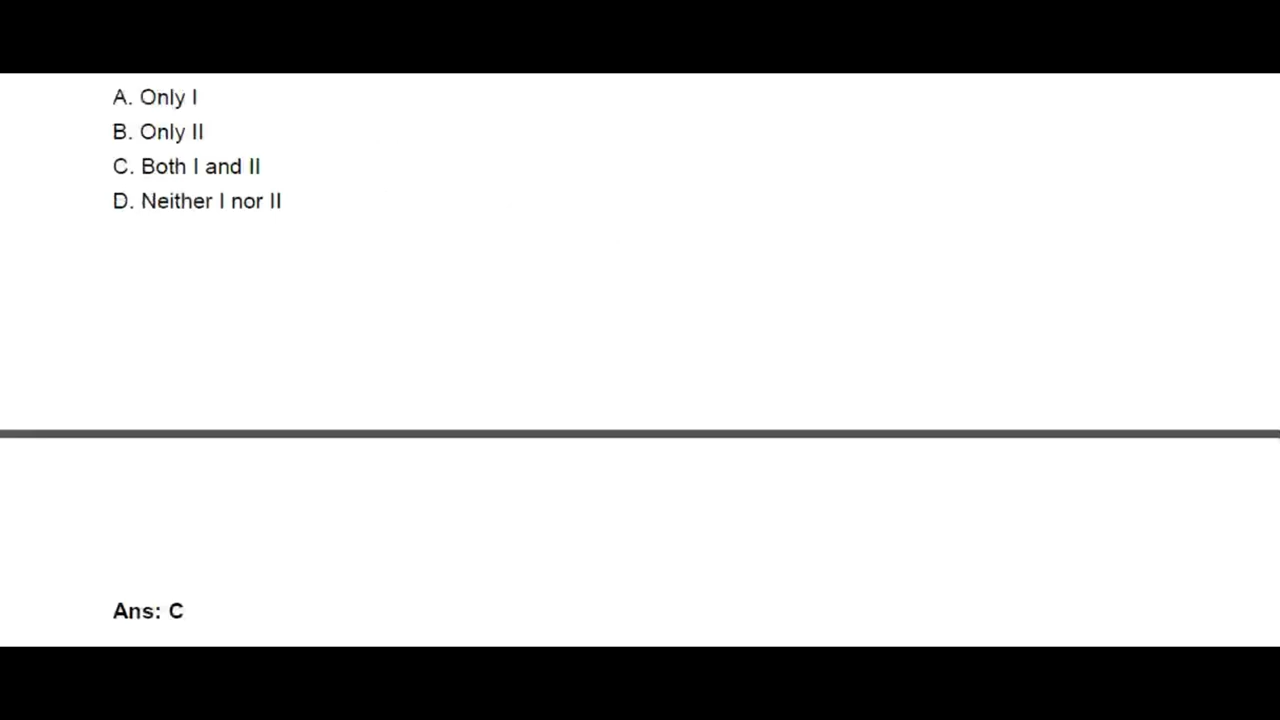 A. Only I
B. Only II
C. Both I and II
D. Neither I nor II
Ans: C